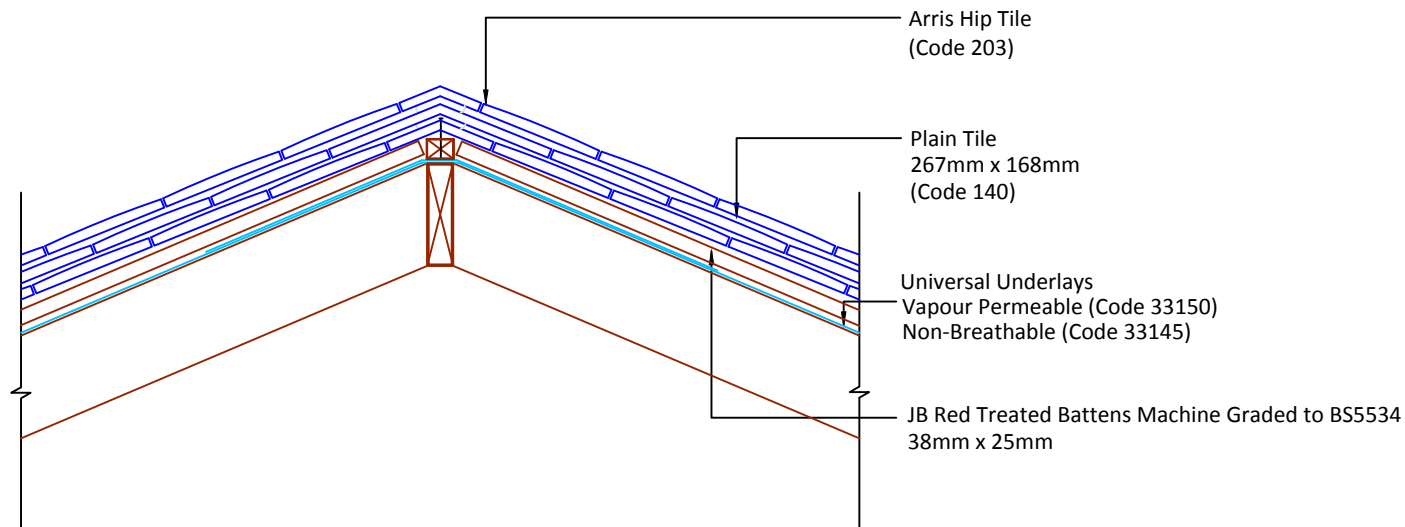 Arris Hip Tile
(Code 203)
Plain Tile
267mm x 168mm
(Code 140)
Universal Underlays
Vapour Permeable (Code 33150)
Non-Breathable (Code 33145)
JB Red Treated Battens Machine Graded to BS5534
38mm x 25mm